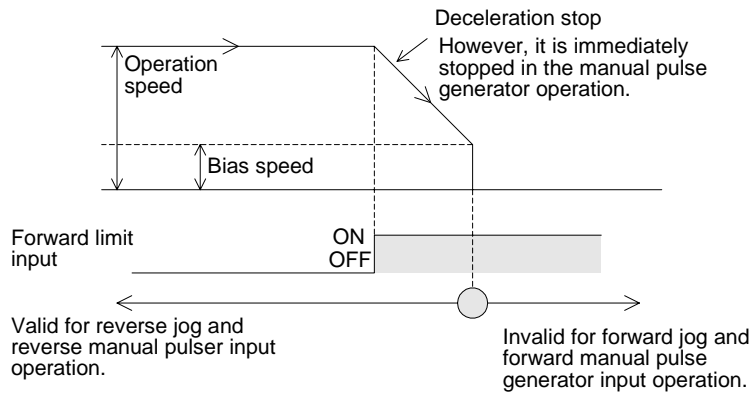 Deceleration stop
However, it is immediately
stopped in the manual pulse
generator operation.
Operation
speed
Bias speed
Forward limit
input
ON
OFF
Valid for reverse jog and
reverse manual pulser input
operation.
Invalid for forward jog and
forward manual pulse
generator input operation.